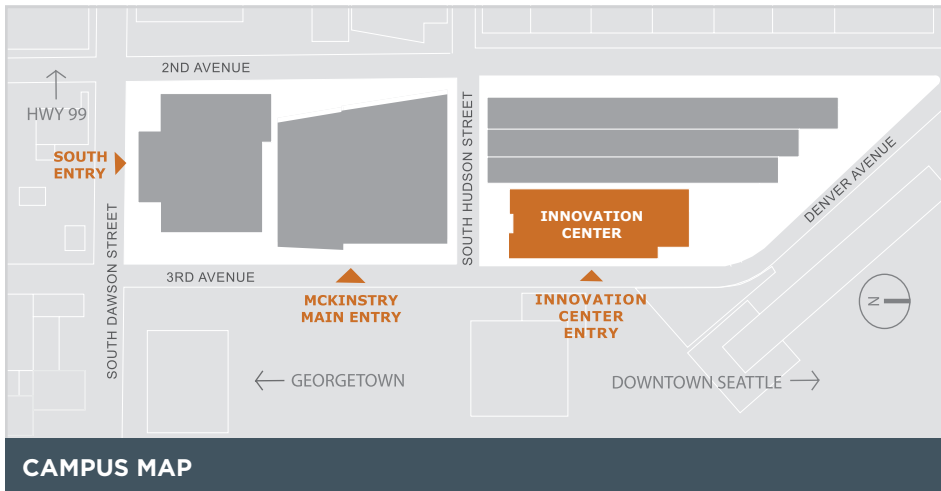 2ND AVENUE
HWY 99
SOUTH
ENTRY
SOUTH DAWSON STREET
SOUTH HUDSON STREET
DENVER AVENUE
INNOVATION
CENTER
3RD AVENUE
MCKINSTRY
MAIN ENTRY
INNOVATION
CENTER
ENTRY
N
GEORGETOWN
DOWNTOWN SEATTLE
CAMPUS MAP